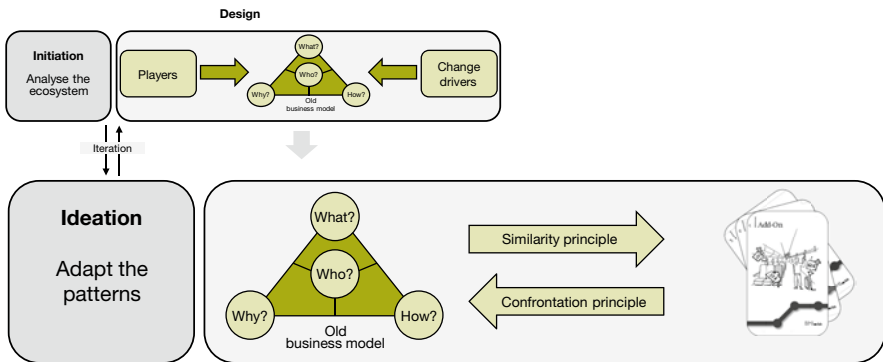 Design
Initiation
Analyse the
ecosystem
Players
What?
Who?
Why?
How?
Old
business model
Change
drivers
Iteration
Ideation
Adapt the
patterns
What?
Who?
Why?
How?
Old
business model
Similarity principle
Confrontation principle
Add-On